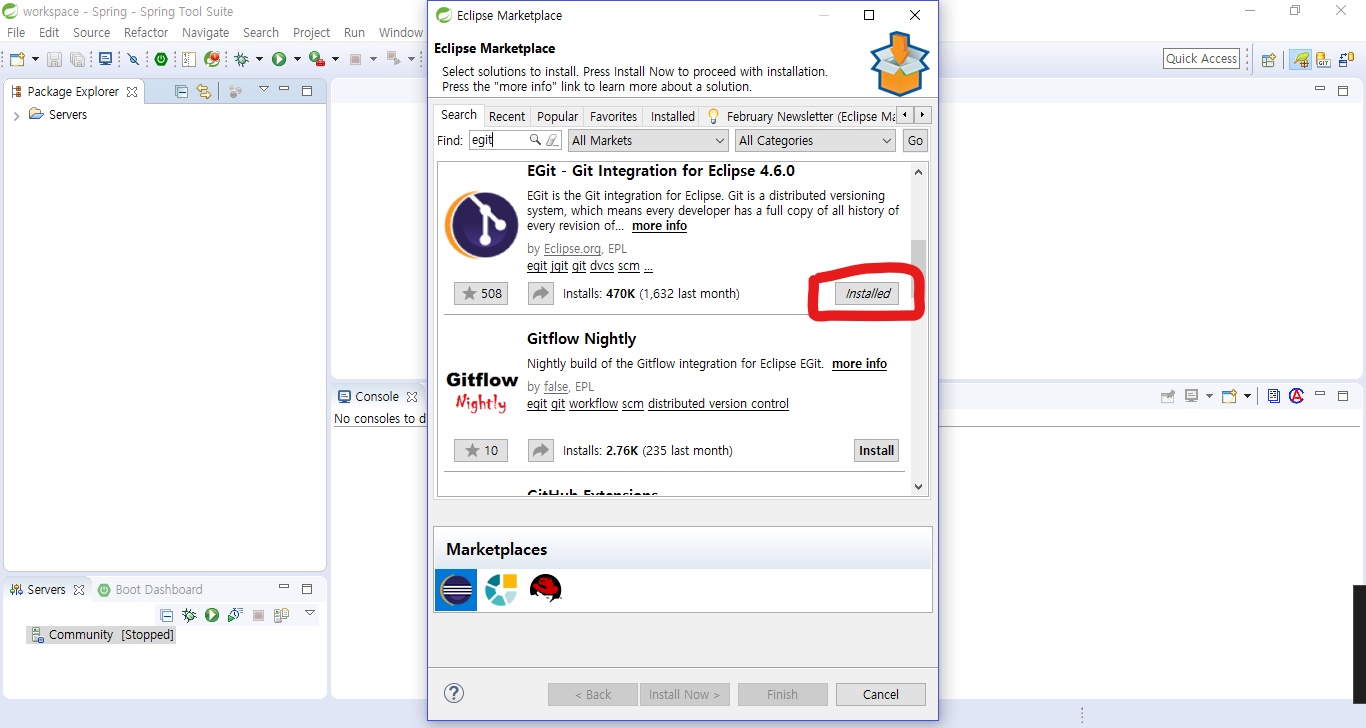 workspace - Spring - Spring Tool Suite
File Edit Source Refactor Navigate Search Project Run Window
Quick Access
Package Explorer
Servers
Eclipse Marketplace
Eclipse Marketplace
Select solutions to install. Press Install Now to proceed with installation.
Press the "more info" link to learn more about a solution.
Search Recent Popular Favorites Installed February Newsletter (Eclipse Ma
Find: egit All Markets All Categories Go
EGit - Git Integration for Eclipse 4.6.0
EGit is the Git integration for Eclipse. Git is a distributed versioning
system, which means every developer has a full copy of all history of
every revision of... more info
by Eclipse.org, EPL
egit jgit git dvcs scm ...
508 Installs: 470K (1,632 last month) Installed
Gitflow Nightly
Nightly build of the Gitflow integration for Eclipse EGit. more info
Gitflow
Nightly
by false, EPL
egit git workflow scm distributed version control
10 Installs: 2.76K (235 last month) Install
GitHub Extensions
Marketplaces
< Back Install Now > Finish Cancel
Console
No consoles to d
Servers Boot Dashboard
Community [Stopped]